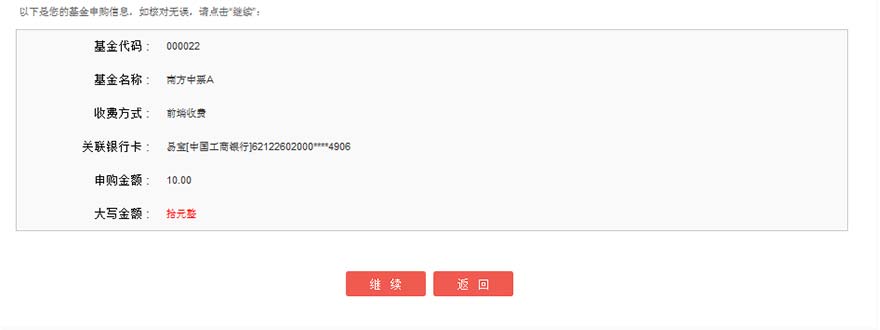 以下是您的基金申购信息，如核对无误，请点击“继续”：
基金代码： 000022
基金名称： 南方中票A
收费方式： 前端收费
关联银行卡： 易宝[中国工商银行]62122602000****4906
申购金额： 10.00
大写金额： 拾元整
继 续 返 回